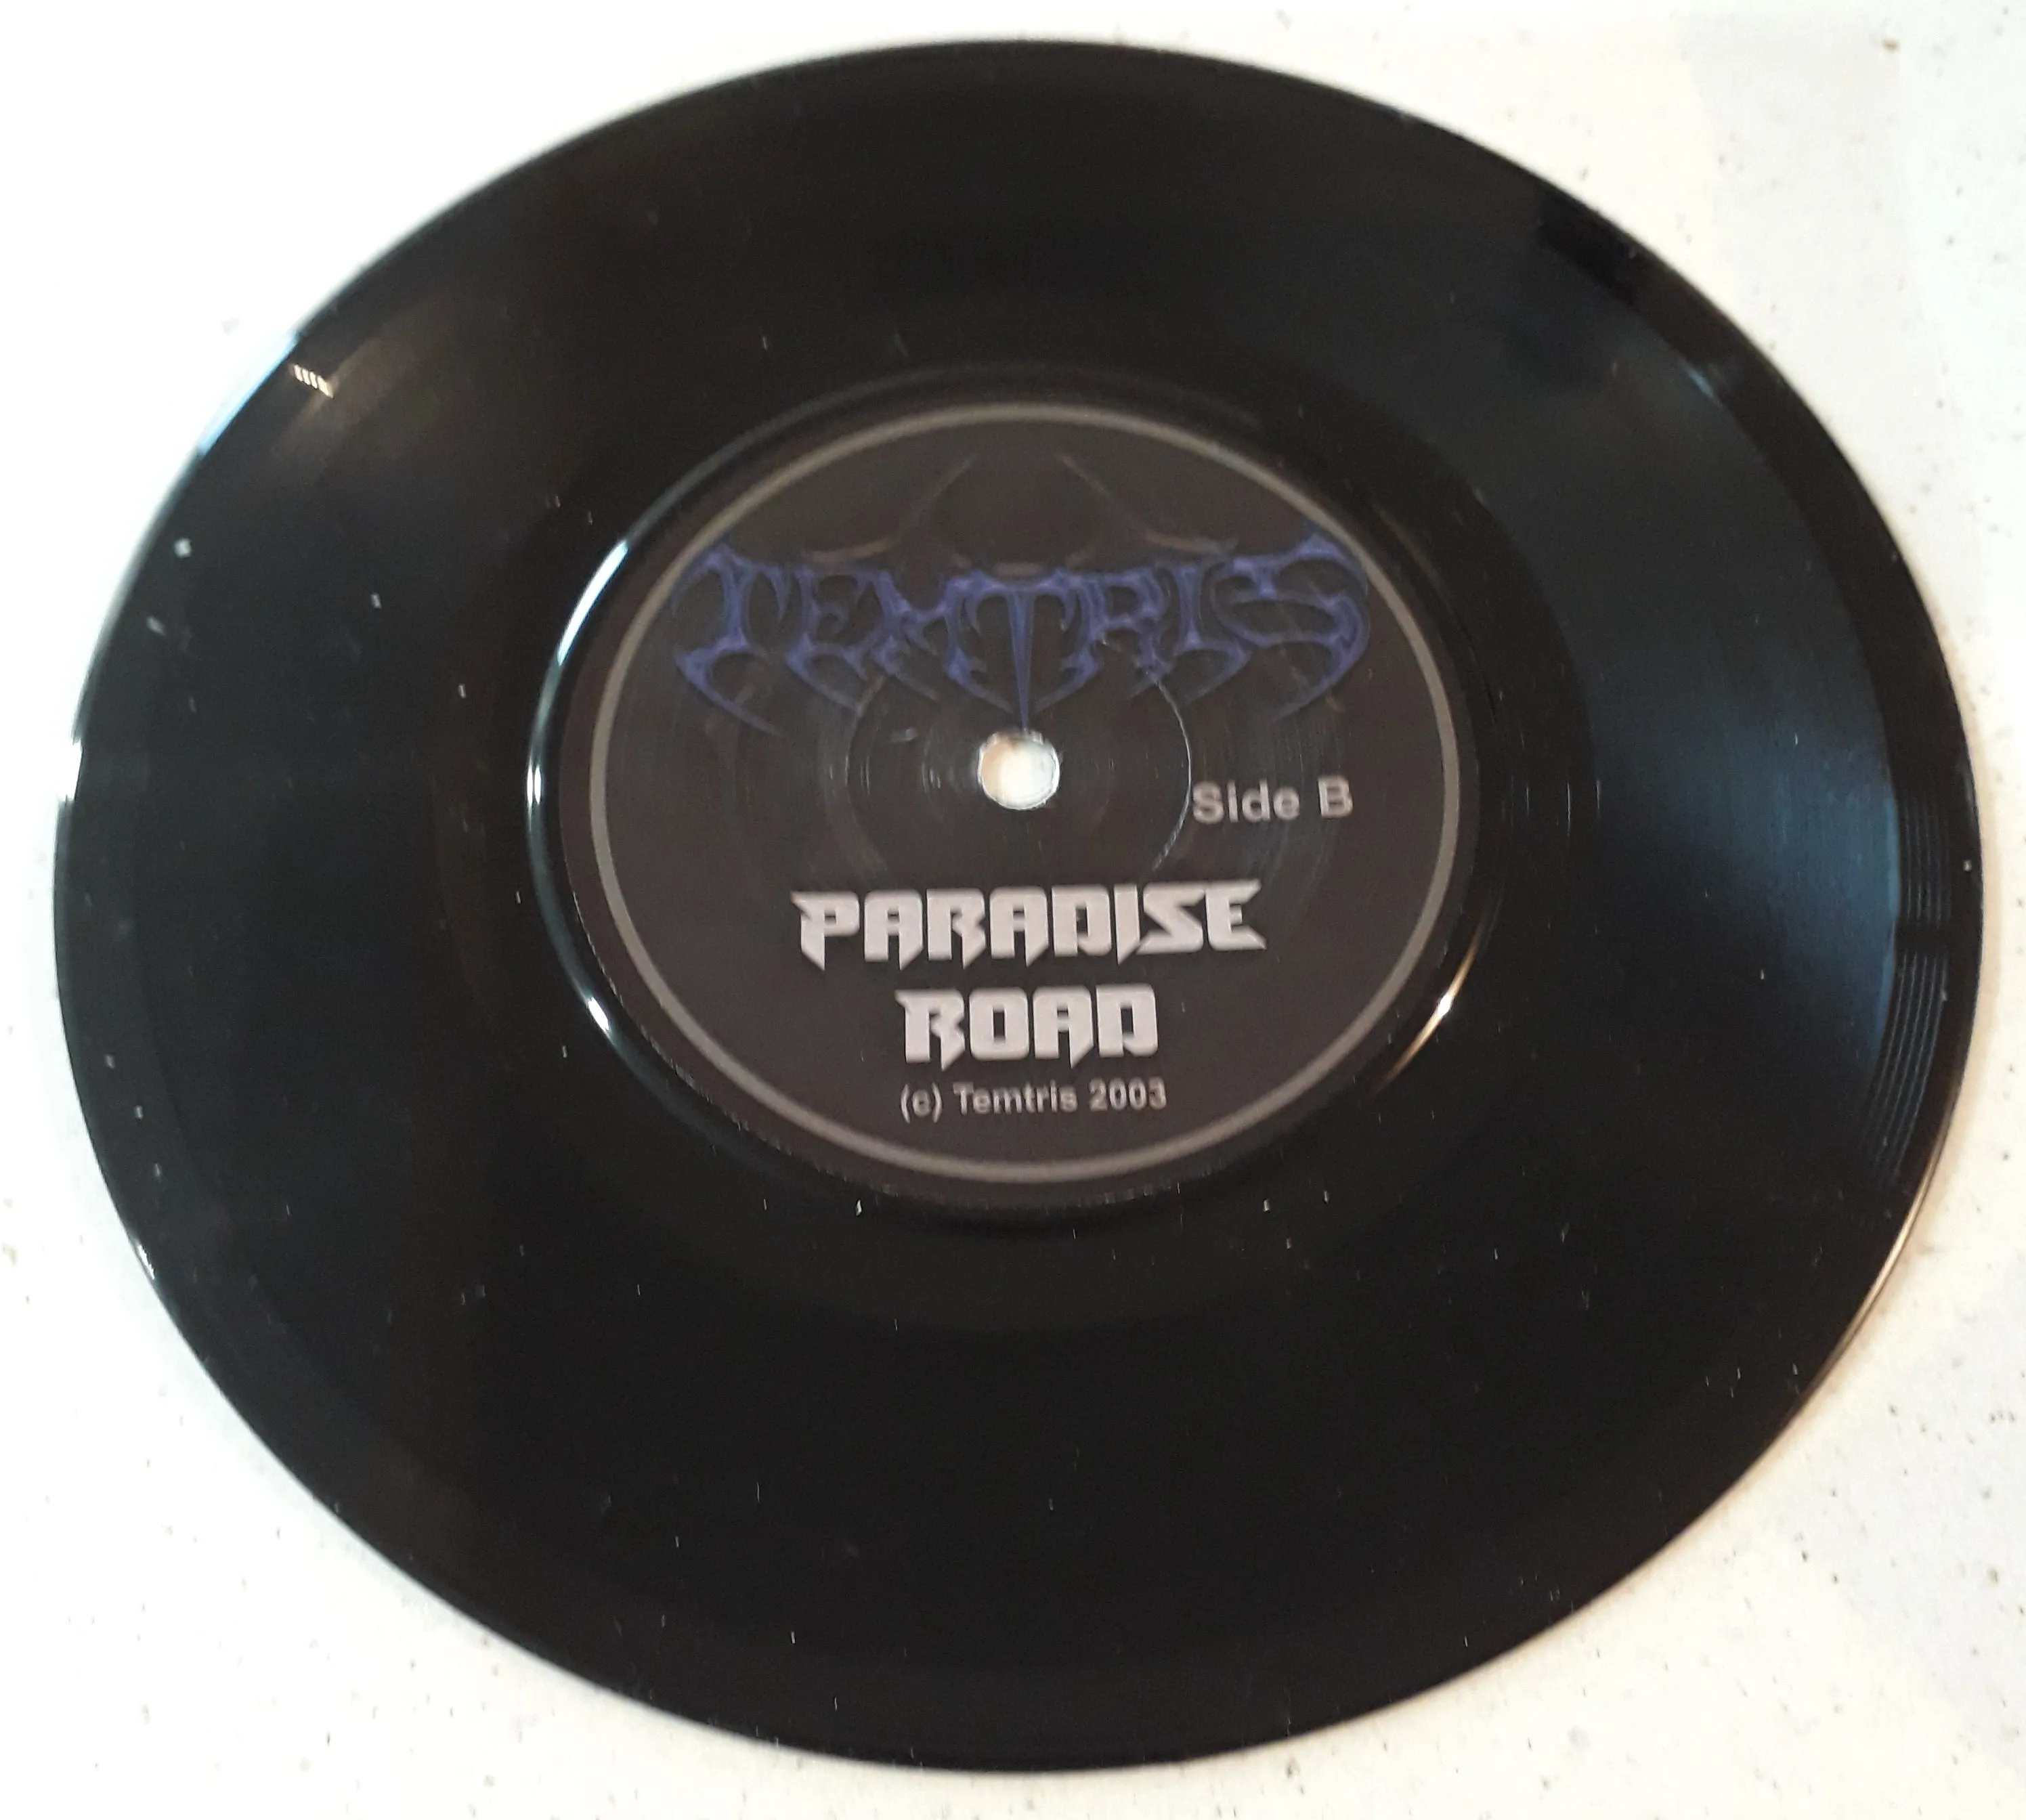 TEMTRIS
Side B
PARADISE
ROAD
(c) Temtris 2003